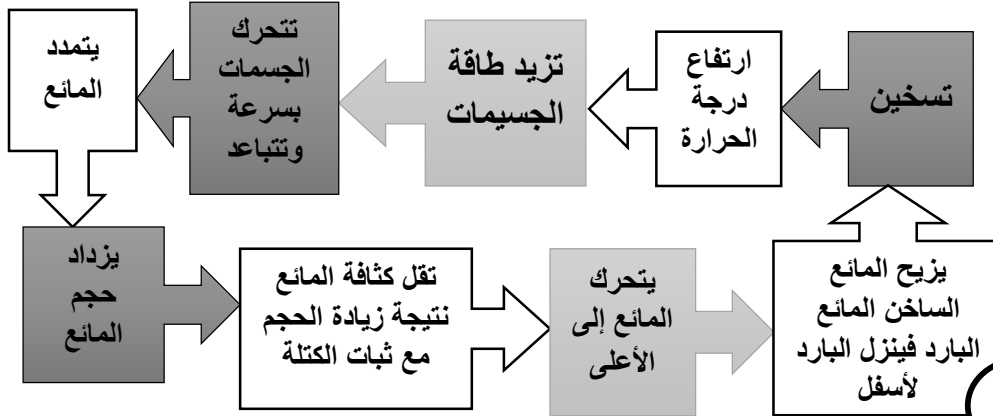 تسخين
ارتفاع
درجة
الحرارة
تزيد طاقة
الجسيمات
تتحرك
الجسمات
بسرعة
وتتباعد
يتمدد
المائع
يزداد
حجم
المائع
تقل كثافة المائع
نتيجة زيادة الحجم
مع ثبات الكتلة
يتحرك
المائع إلى
الأعلى
يزيح المائع
الساخن المائع
البارد فينزل البارد
لأسفل